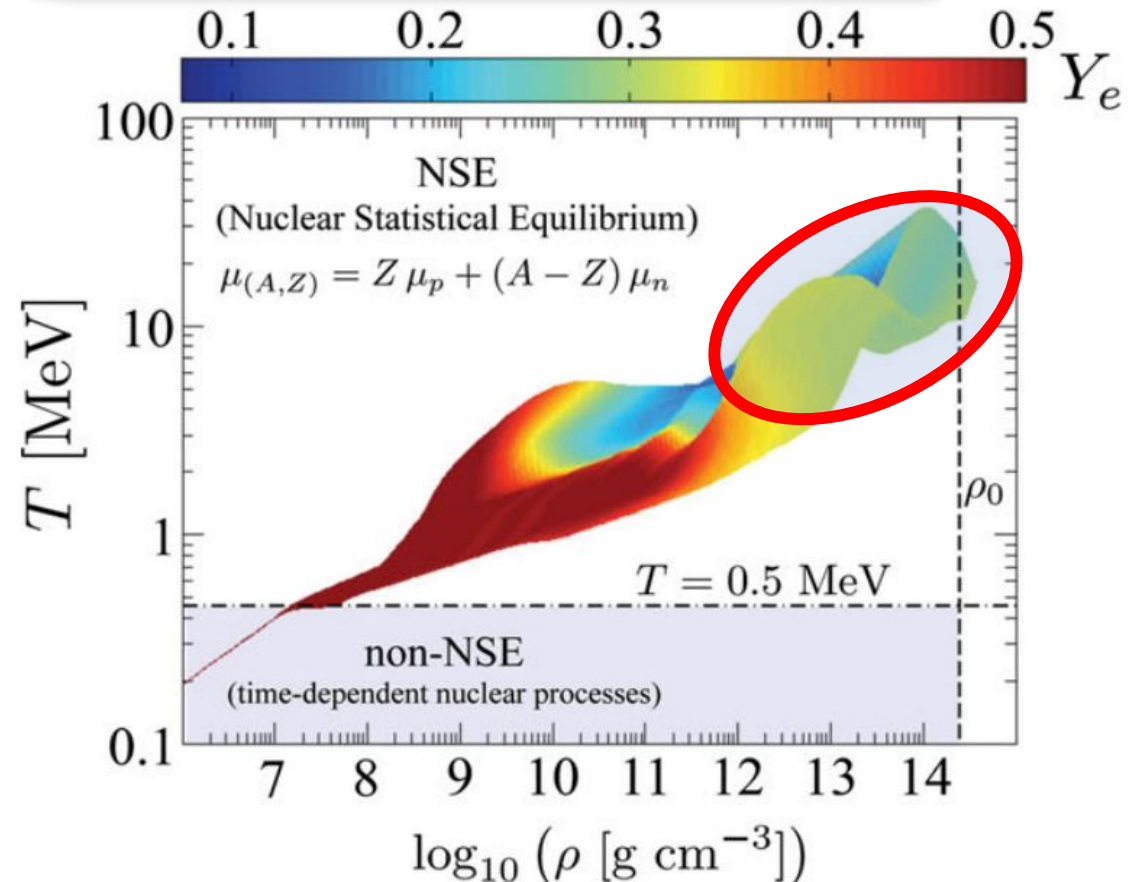 0.1 0.2 0.3 0.4 0.5
Y_e
100
NSE
(Nuclear Statistical Equilibrium)
μ_(A,Z) = Z μ_p + (A − Z) μ_n
T [MeV]
10
ρ_0
1
T = 0.5 MeV
non-NSE
(time-dependent nuclear processes)
0.1
7 8 9 10 11 12 13 14
log_10 (ρ [g cm^−3])